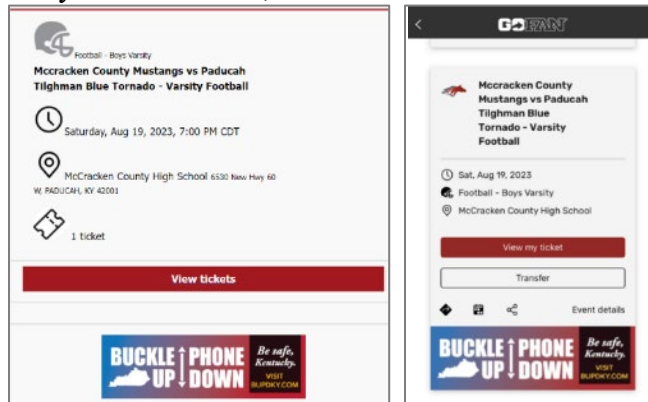 Football - Boys Varsity
Mccracken County Mustangs vs Paducah
Tilghman Blue Tornado - Varsity Football
Saturday, Aug 19, 2023, 7:00 PM CDT
McCracken County High School 6530 New Hwy 60
W, PADUCAH, KY 42001
1 ticket
View tickets
BUCKLE PHONE
UP DOWN
Be safe,
Kentucky.
VISIT
BUPDKY.COM
GOFAN
Mccracken County
Mustangs vs Paducah
Tilghman Blue
Tornado - Varsity
Football
Sat, Aug 19, 2023
Football - Boys Varsity
McCracken County High School
View my ticket
Transfer
Event details
BUCKLE PHONE
UP DOWN
Be safe,
Kentucky.
VISIT
BUPDKY.COM